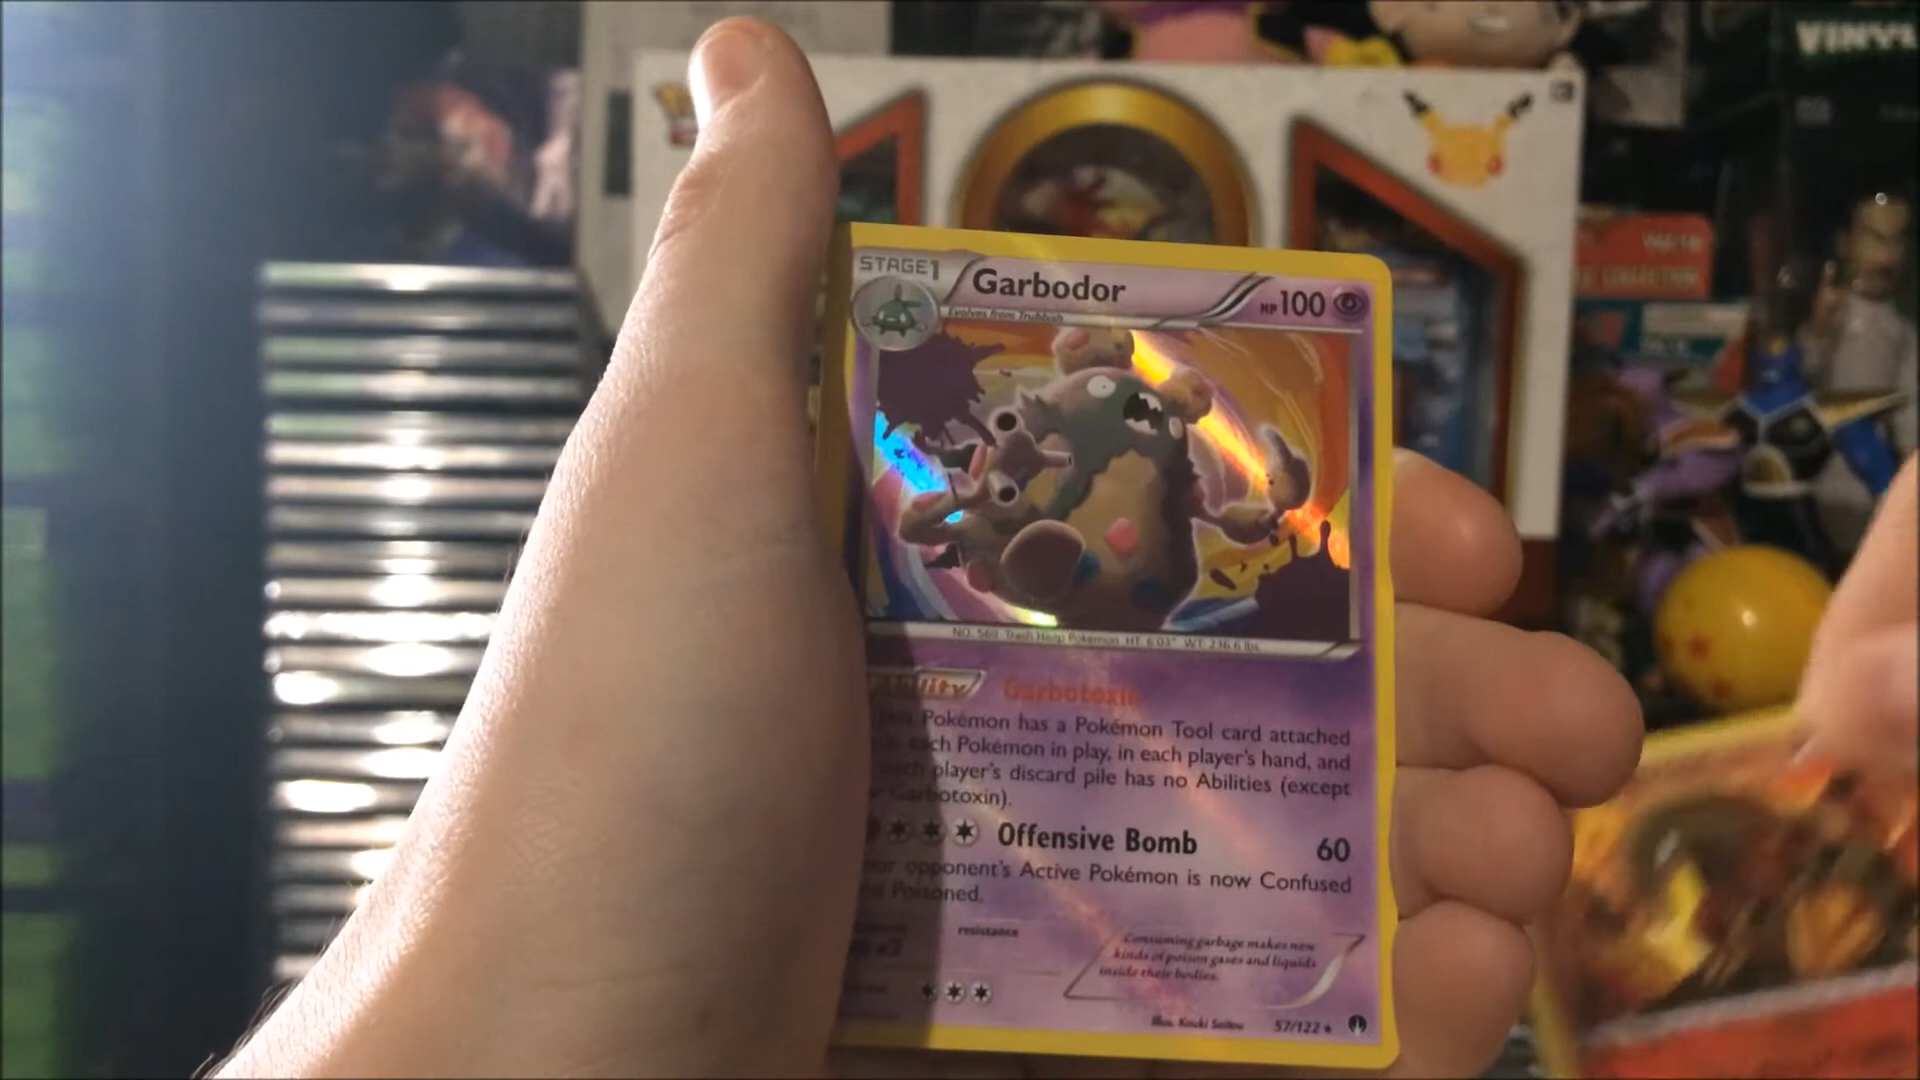 VINYL
STAGE1
Garbodor
HP100
Evolves from Trubbish
NO. 569 Trash Heap Pokémon HT: 6'03" WT: 236.6 lbs.
Ability Garbotoxin
Pokémon has a Pokémon Tool card attached
each Pokémon in play, in each player's hand, and
each player's discard pile has no Abilities (except
Garbotoxin).
Offensive Bomb 60
opponent's Active Pokémon is now Confused
Poisoned.
x2
resistance
Consuming garbage makes new
kinds of poison gases and liquids
inside their bodies.
Illus. Kouki Saitou
57/122